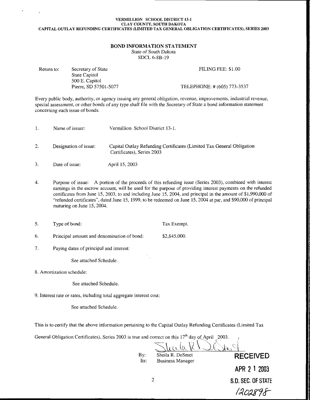 VERMILLION SCHOOL DISTRICT 13-1
CLAY COUNTY, SOUTH DAKOTA
CAPITAL OUTLAY REFUNDING CERTIFICATES (LIMITED TAX GENERAL OBLIGATION CERTIFICATES), SERIES 2003
BOND INFORMATION STATEMENT
State of South Dakota
SDCL 6-8B-19
Return to: Secretary of State FILING FEE: $1.00
State Capitol
500 E. Capitol
Pierre, SD 57501-5077 TELEPHONE: # (605) 773-3537
Every public body, authority, or agency issuing any general obligation, revenue, improvement, industrial revenue,
special assessment, or other bonds of any type shall file with the Secretary of State a bond information statement
concerning each issue of bonds.
1. Name of issuer: Vermillion School District 13-1.
2. Designation of issue: Capital Outlay Refunding Certificates (Limited Tax General Obligation
Certificates), Series 2003
3. Date of issue: April 15, 2003
4. Purpose of issue: A portion of the proceeds of this refunding issue (Series 2003), combined with interest
earnings in the escrow account, will be used for the purpose of providing interest payments on the refunded
certificates from June 15, 2003, to and including June 15, 2004, and principal in the amount of $1,990,000 of
"refunded certificates", dated June 15, 1999, to be redeemed on June 15, 2004 at par, and $90,000 of principal
maturing on June 15, 2004.
5. Type of bond: Tax Exempt.
6. Principal amount and denomination of bond: $2,845,000.
7. Paying dates of principal and interest:
See attached Schedule.
8. Amortization schedule:
See attached Schedule.
9. Interest rate or rates, including total aggregate interest cost:
See attached Schedule.
This is to certify that the above information pertaining to the Capital Outlay Refunding Certificates (Limited Tax
General Obligation Certificates), Series 2003 is true and correct on this 17th day of April 2003.
By: Sheila R. DeSmet
Its: Business Manager
RECEIVED
APR 21 2003
2
S.D. SEC. OF STATE
1202898